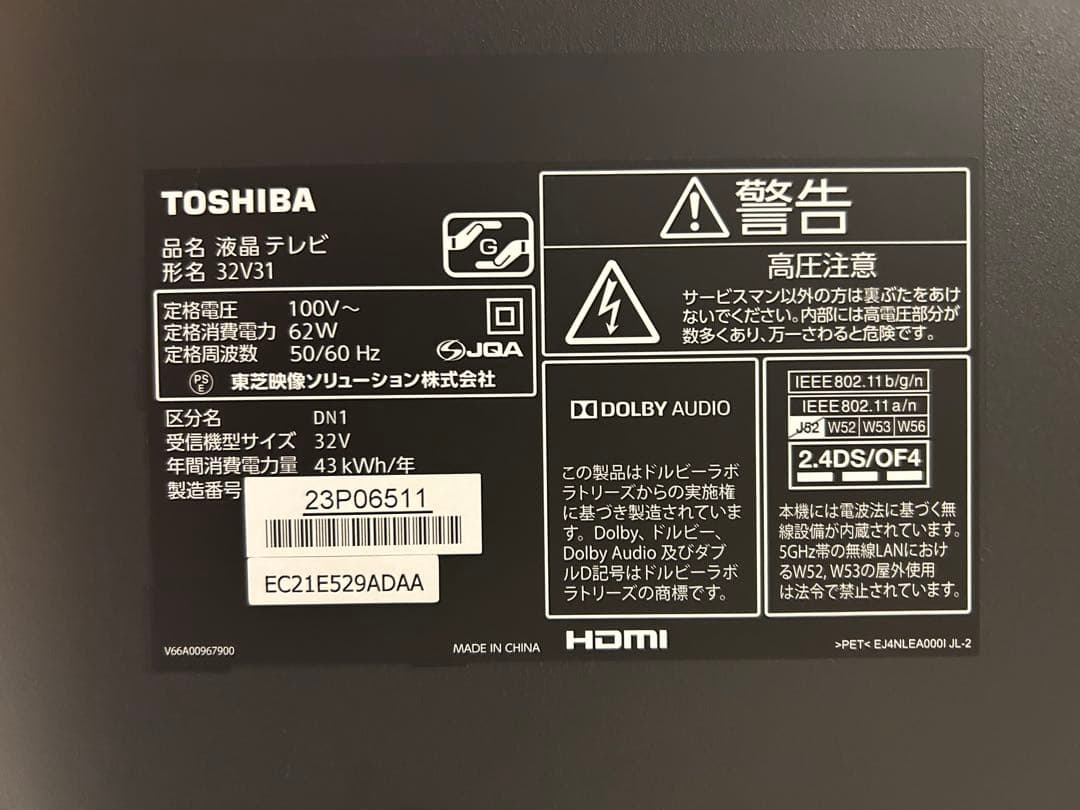 TOSHIBA
品名 液晶テレビ
形名 32V31
G
定格電圧 100V～
定格消費電力 62W
定格周波数 50/60 Hz
JQA
PS
E
東芝映像ソリューション株式会社
区分名 DN1
受信機型サイズ 32V
年間消費電力量 43 kWh/年
製造番号
23P06511
EC21E529ADAA
V66A00967900
MADE IN CHINA
警告
高圧注意
サービスマン以外の方は裏ぶたをあけ
ないでください。内部には高電圧部分が
数多くあり、万一さわると危険です。
DOLBY AUDIO
この製品はドルビーラボ
ラトリーズからの実施権
に基づき製造されていま
す。Dolby、ドルビー、
Dolby Audio 及びダブ
ルD記号はドルビーラボ
ラトリーズの商標です。
IEEE802.11b/g/n
IEEE802.11a/n
J52 W52 W53 W56
2.4DS/OF4
本機には電波法に基づく無
線設備が内蔵されています。
5GHz帯の無線LANにおけ
るW52, W53の屋外使用
は法令で禁止されています。
HDMI
>PET< EJ4NLEA000I JL-2